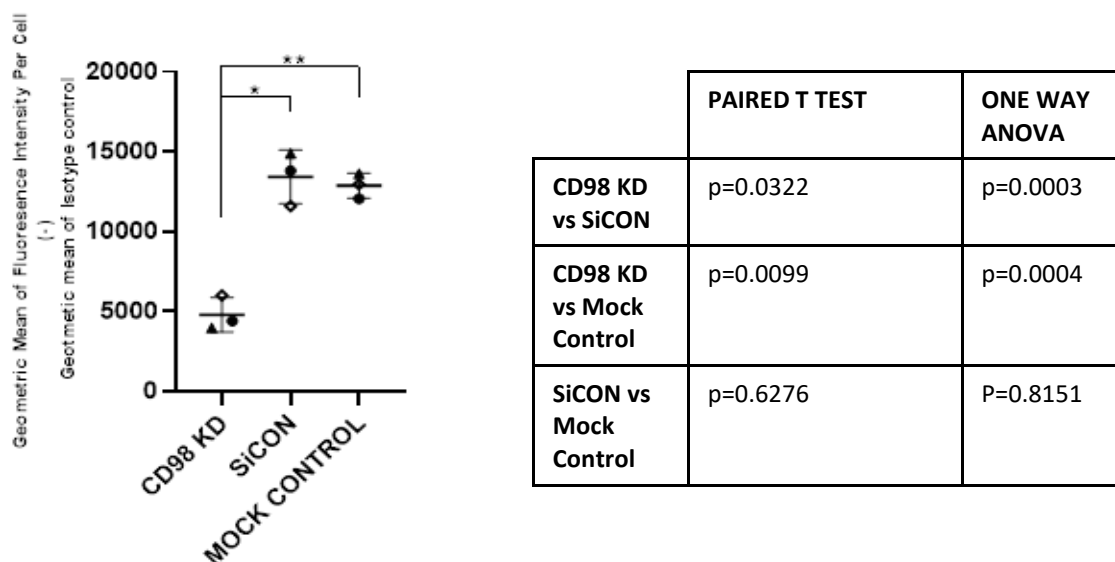 Geometric Mean of Fluoresence Intensity Per Cell
(-)
Geotmetic mean of Isotype control
**
*
20000
15000
10000
5000
0
CD98 KD
SiCON
MOCK CONTROL
PAIRED T TEST
ONE WAY
ANOVA
CD98 KD
vs SiCON
p=0.0322
p=0.0003
CD98 KD
vs Mock
Control
p=0.0099
p=0.0004
SiCON vs
Mock
Control
p=0.6276
P=0.8151